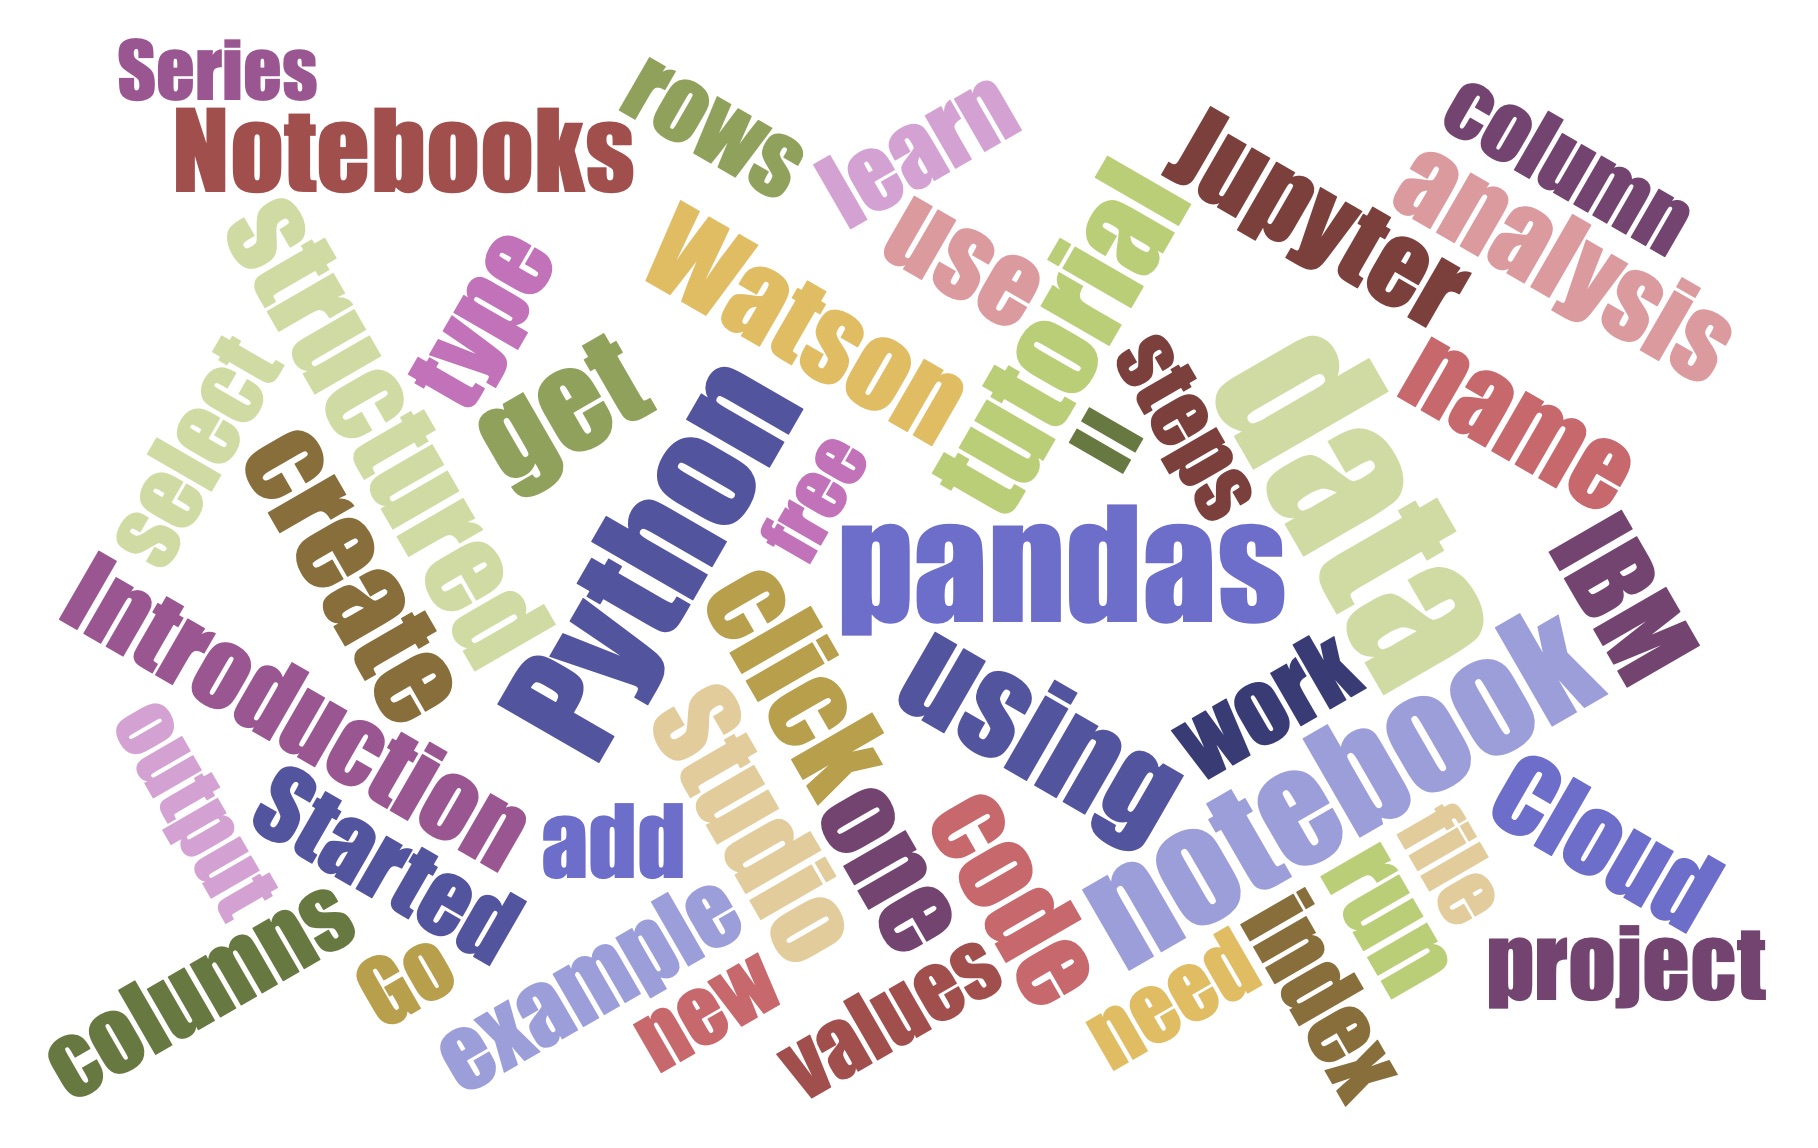 Series
Notebooks
rows
learn
column
Jupyter
analysis
structured
type
Watson
use
tutorial
select
get
steps
data
name
Create
Python
free
=
pandas
IBM
Introduction
click
using
work
notebook
output
Started
add
Studio
one
code
Cloud
file
run
columns
Go
example
new
values
need
index
project